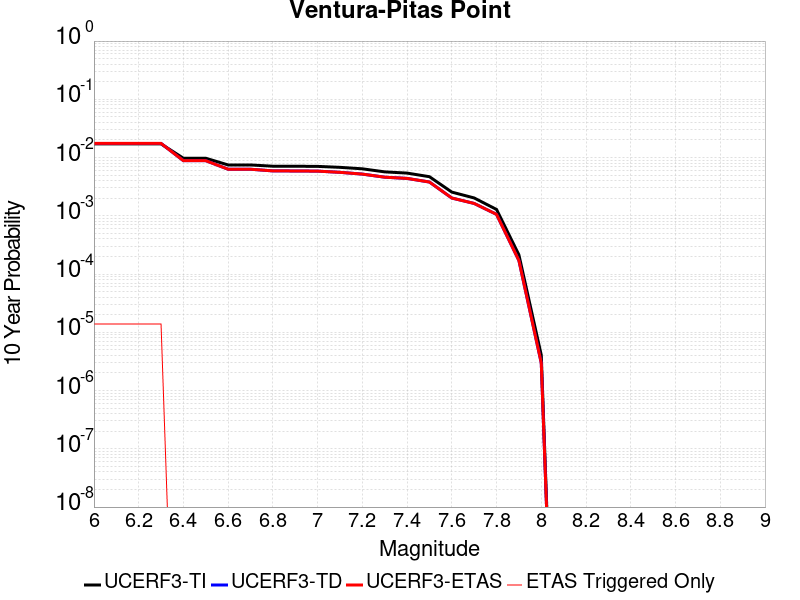 Ventura-Pitas Point
10^0
10^-1
10^-2
10^-3
10^-4
10^-5
10^-6
10^-7
10^-8
10 Year Probability
6 6.2 6.4 6.6 6.8 7 7.2 7.4 7.6 7.8 8 8.2 8.4 8.6 8.8 9
Magnitude
UCERF3-TI UCERF3-TD UCERF3-ETAS ETAS Triggered Only